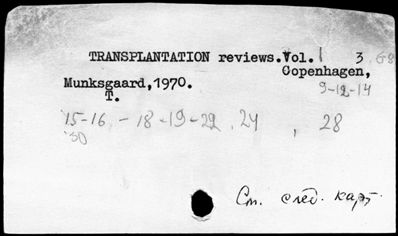 TRANSPLANTATION reviews. Vol. 1 3
Copenhagen,
Munksgaard, 1970.
9-12-14
T.
15-16 - 18-19-22 . 24 , 28
'30
См. след. карт.